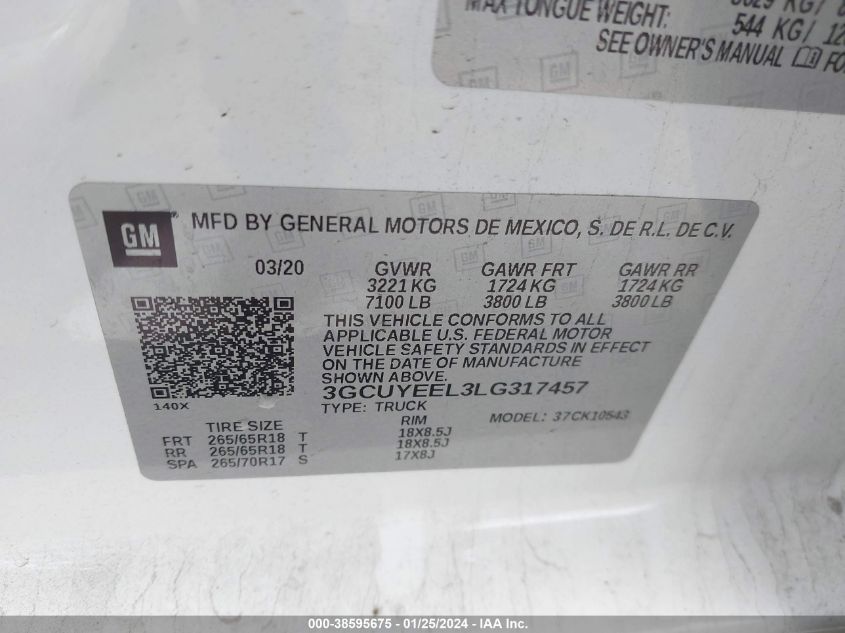 MAX TONGUE WEIGHT:
544 KG/
SEE OWNER'S MANUAL
GM
MFD BY GENERAL MOTORS DE MEXICO, S. DE R.L. DE C.V.
03/20 GVWR GAWR FRT GAWR RR
3221 KG 1724 KG 1724 KG
7100 LB 3800 LB 3800 LB
THIS VEHICLE CONFORMS TO ALL
APPLICABLE U.S. FEDERAL MOTOR
VEHICLE SAFETY STANDARDS IN EFFECT
ON THE DATE OF MANUFACTURE
SHOWN ABOVE.
3GCUYEEL3LG317457
140X
TYPE: TRUCK MODEL: 37CK10543
TIRE SIZE RIM
FRT 265/65R18 T 18X8.5J
RR 265/65R18 T 18X8.5J
SPA 265/70R17 S 17X8J
000-38595675 - 01/25/2024 - IAA Inc.